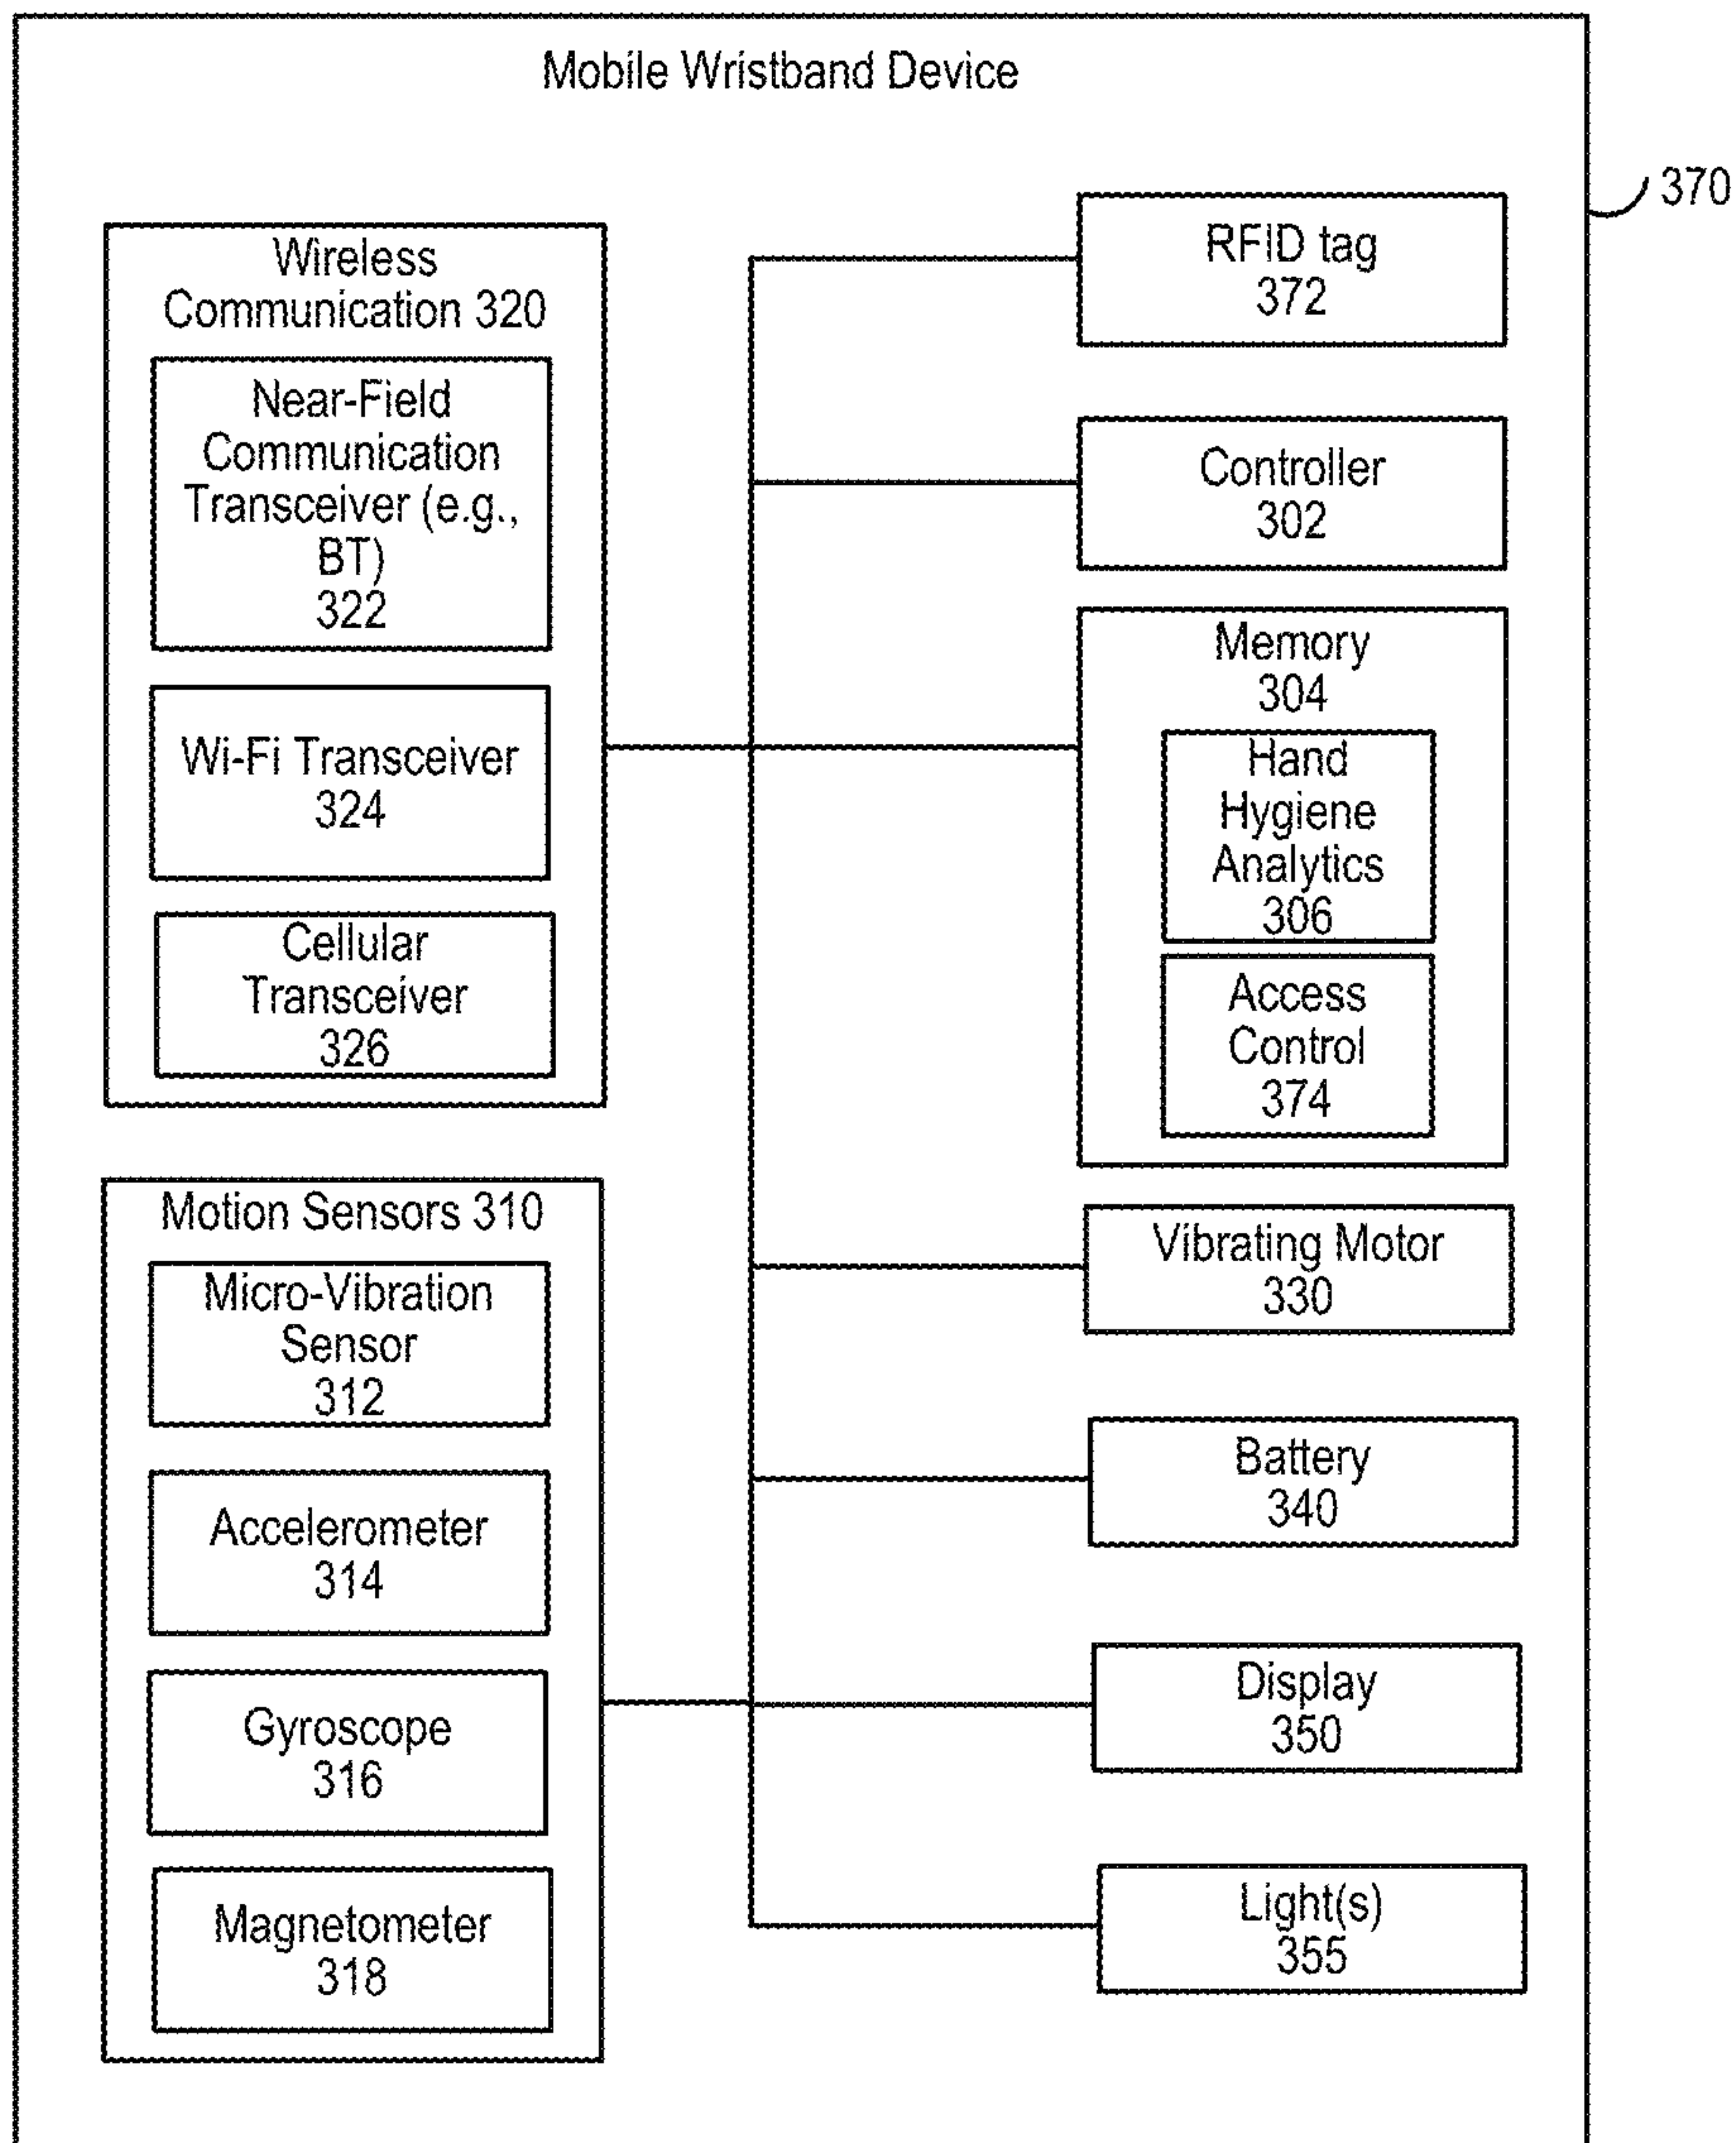 Mobile Wristband Device
370
Wireless
Communication 320
Near-Field
Communication
Transceiver (e.g.,
BT)
322
Wi-Fi Transceiver
324
Cellular
Transceiver
326
Motion Sensors 310
Micro-Vibration
Sensor
312
Accelerometer
314
Gyroscope
316
Magnetometer
318
RFID tag
372
Controller
302
Memory
304
Hand
Hygiene
Analytics
306
Access
Control
374
Vibrating Motor
330
Battery
340
Display
350
Light(s)
355